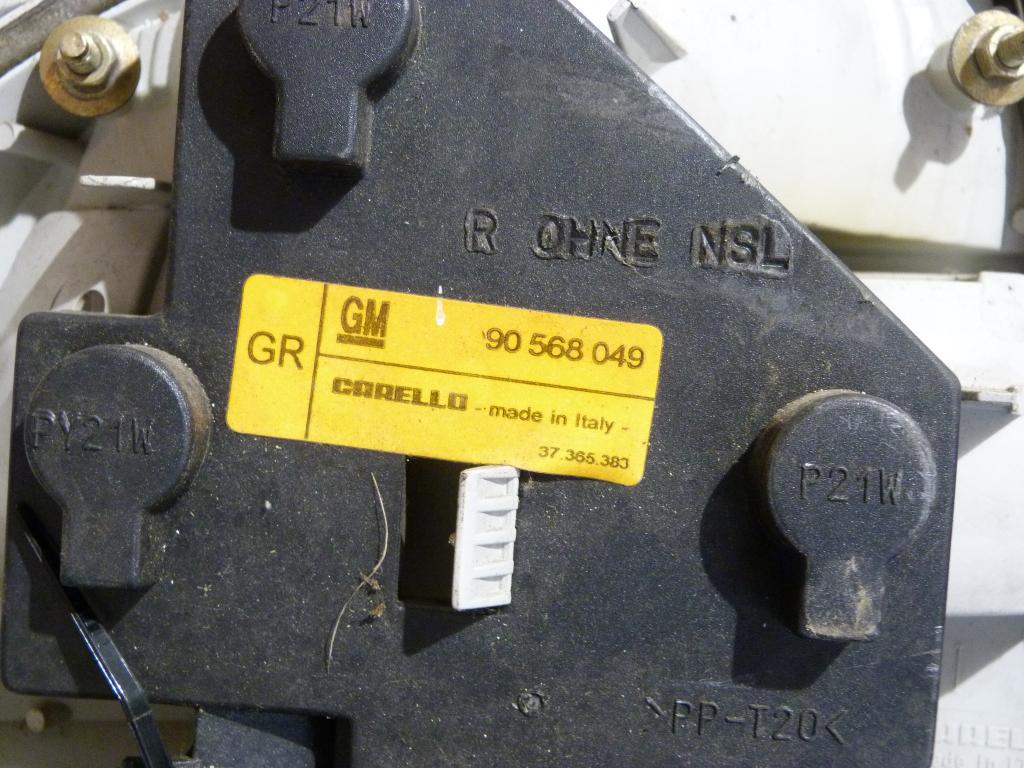 P21W
R OHNE NSL
GR
GM
90 568 049
CARELLO - made in Italy -
37.365.383
PY21W
P21W
>PP-T20<